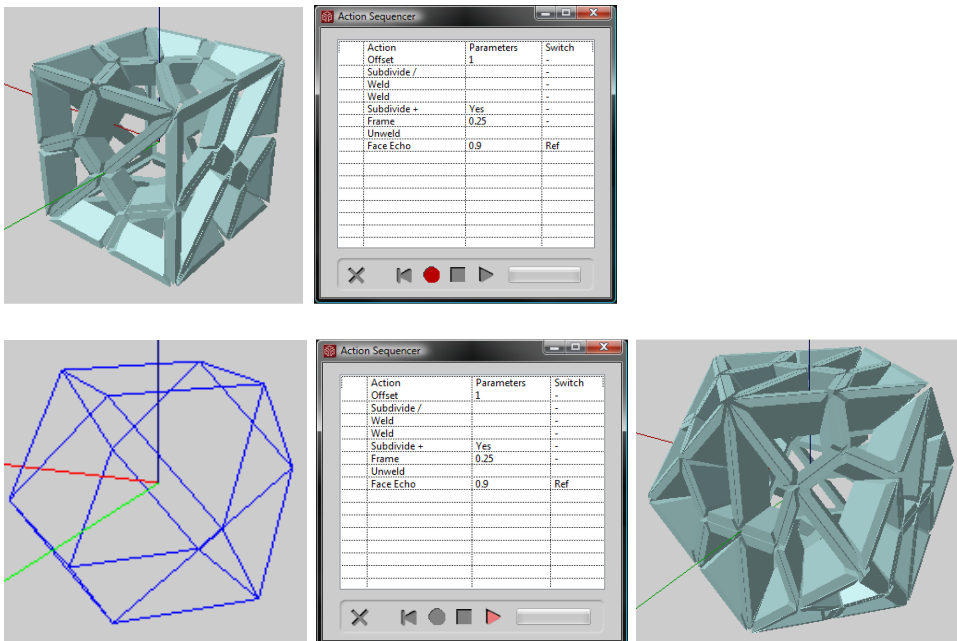 Action Sequencer
Action Parameters Switch
Offset 1 -
Subdivide / -
Weld -
Weld -
Subdivide + Yes -
Frame 0.25 -
Unweld
Face Echo 0.9 Ref
Action Sequencer
Action Parameters Switch
Offset 1 -
Subdivide / -
Weld -
Weld -
Subdivide + Yes -
Frame 0.25 -
Unweld
Face Echo 0.9 Ref